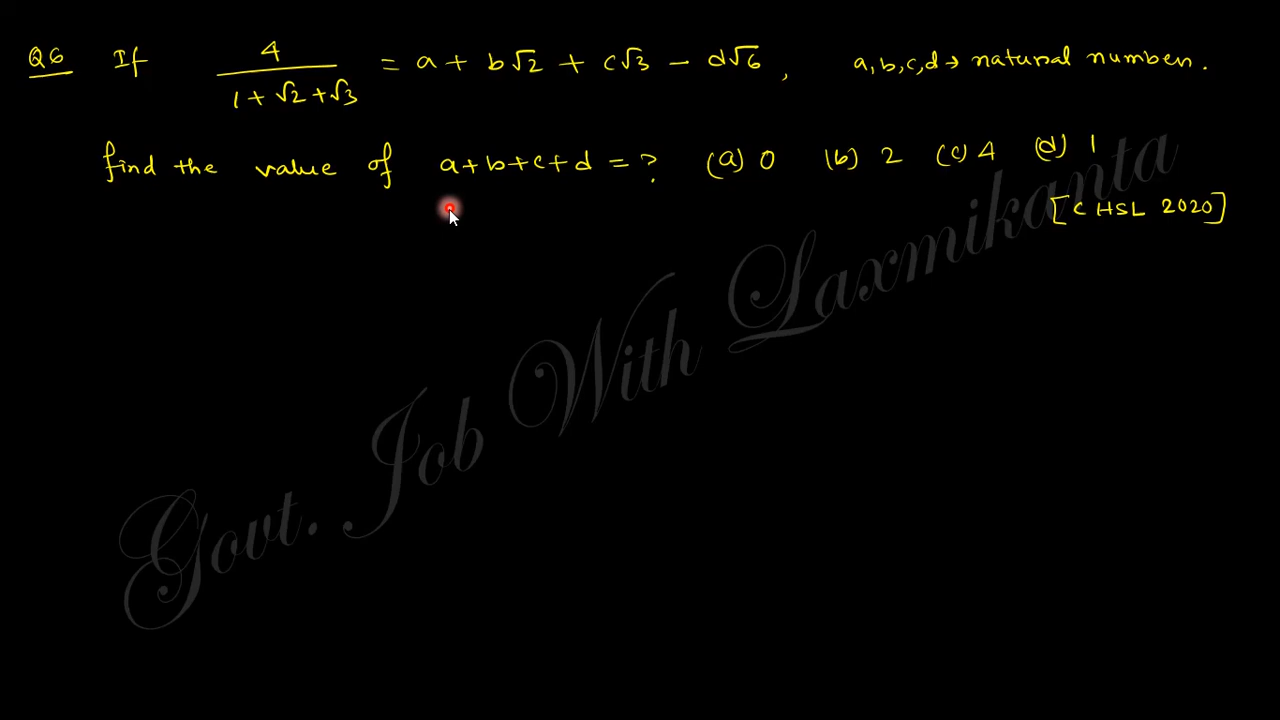 Q6 If 4/(1+√2+√3) = a + b√2 + c√3 - d√6, a,b,c,d → natural number.
find the value of a+b+c+d = ? (a) 0 (b) 2 (c) 4 (d) 1
[CHSL 2020]
Govt. Job With Laxmikanta